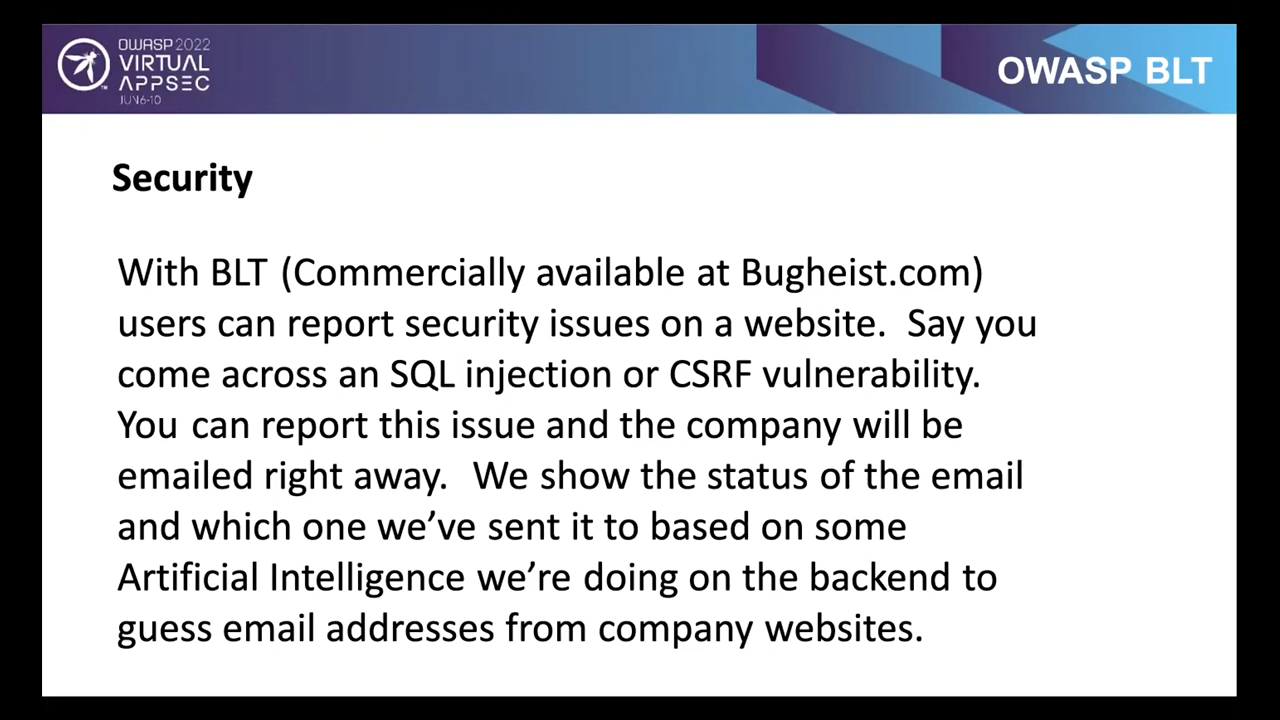 OWASP 2022
VIRTUAL
APPSEC
JUN 6-10
OWASP BLT
Security
With BLT (Commercially available at Bugheist.com)
users can report security issues on a website.  Say you
come across an SQL injection or CSRF vulnerability.
You can report this issue and the company will be
emailed right away.  We show the status of the email
and which one we’ve sent it to based on some
Artificial Intelligence we’re doing on the backend to
guess email addresses from company websites.